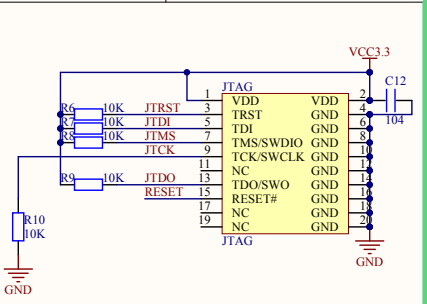 VCC3.3
JTAG
C12
104
1 VDD VDD 2
R6 10K JTRST 3 TRST GND 4
R7 10K JTDI 5 TDI GND 6
R8 10K JTMS 7 TMS/SWDIO GND 8
JTCK 9 TCK/SWCLK GND 10
11 NC GND 12
R9 10K JTDO 13 TDO/SWO GND 14
RESET 15 RESET# GND 16
17 NC GND 18
19 NC GND 20
JTAG
R10
10K
GND
GND